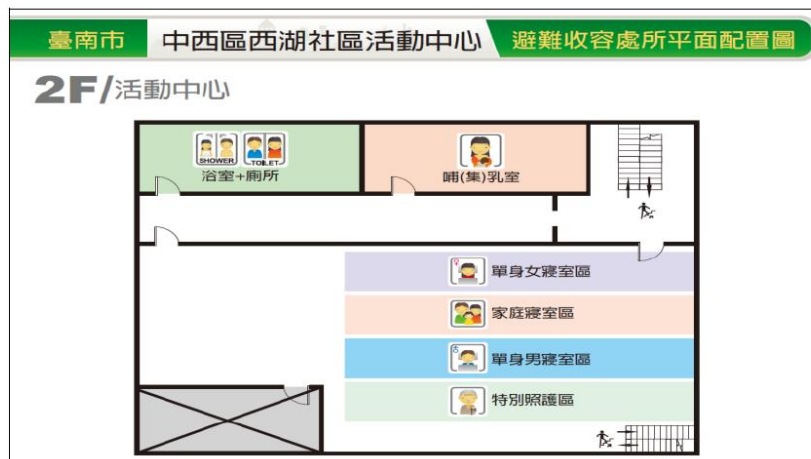 臺南市 中西區西湖社區活動中心 避難收容處所平面配置圖
2F/活動中心
SHOWER TOILET
浴室+廁所
哺(集)乳室
單身女寢室區
家庭寢室區
單身男寢室區
特別照護區